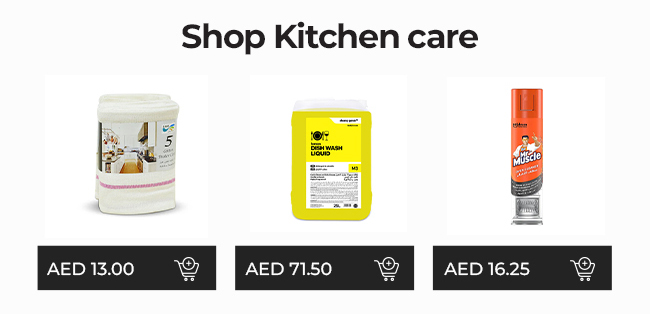 Shop Kitchen care
5
DISH WASH
LIQUID
M3
25L
Mr
Muscle
AED 13.00
AED 71.50
AED 16.25